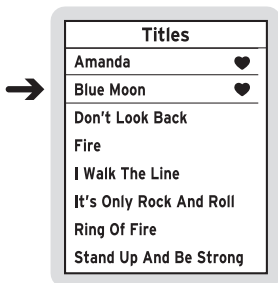 Titles
Amanda
Blue Moon
Don't Look Back
Fire
I Walk The Line
It's Only Rock And Roll
Ring Of Fire
Stand Up And Be Strong